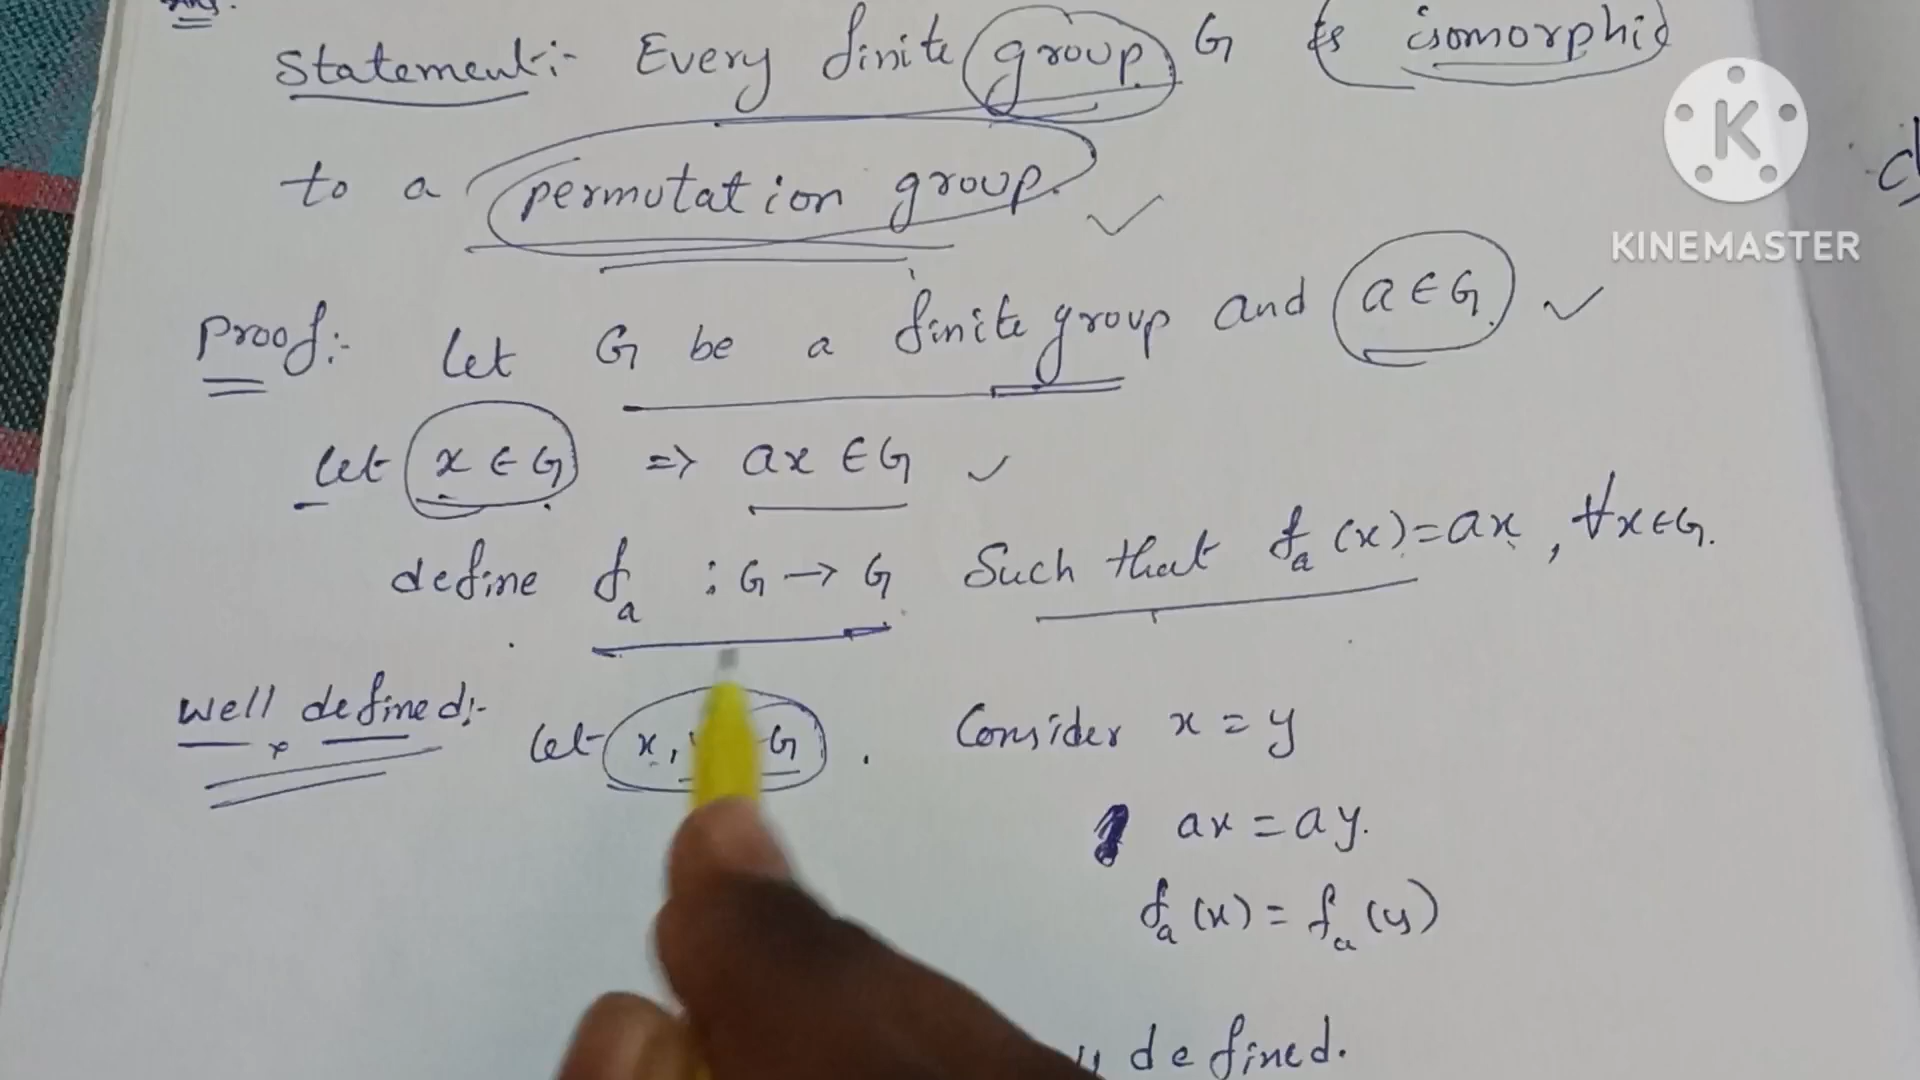 Statement:- Every finite group G is isomorphic
to a permutation group.
Proof:- Let G be a finite group and a ∈ G.
Let x ∈ G => ax ∈ G
define fₐ : G → G. Such that fₐ(x) = ax, ∀x∈G.
Well defined:- Let x, G. Consider x = y
ax = ay.
fₐ(x) = fₐ(y)
defined.
K
KINEMASTER